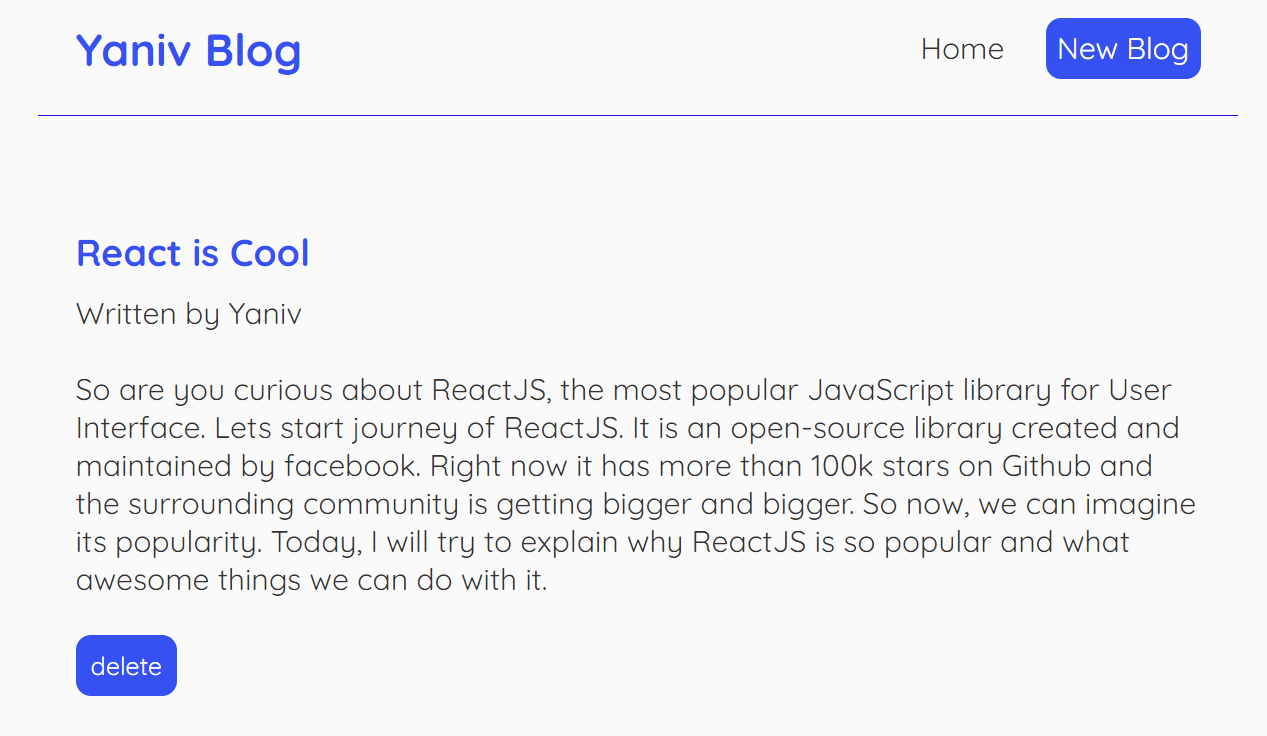 Yaniv Blog
Home
New Blog
React is Cool
Written by Yaniv
So are you curious about ReactJS, the most popular JavaScript library for User
Interface. Lets start journey of ReactJS. It is an open-source library created and
maintained by facebook. Right now it has more than 100k stars on Github and
the surrounding community is getting bigger and bigger. So now, we can imagine
its popularity. Today, I will try to explain why ReactJS is so popular and what
awesome things we can do with it.
delete